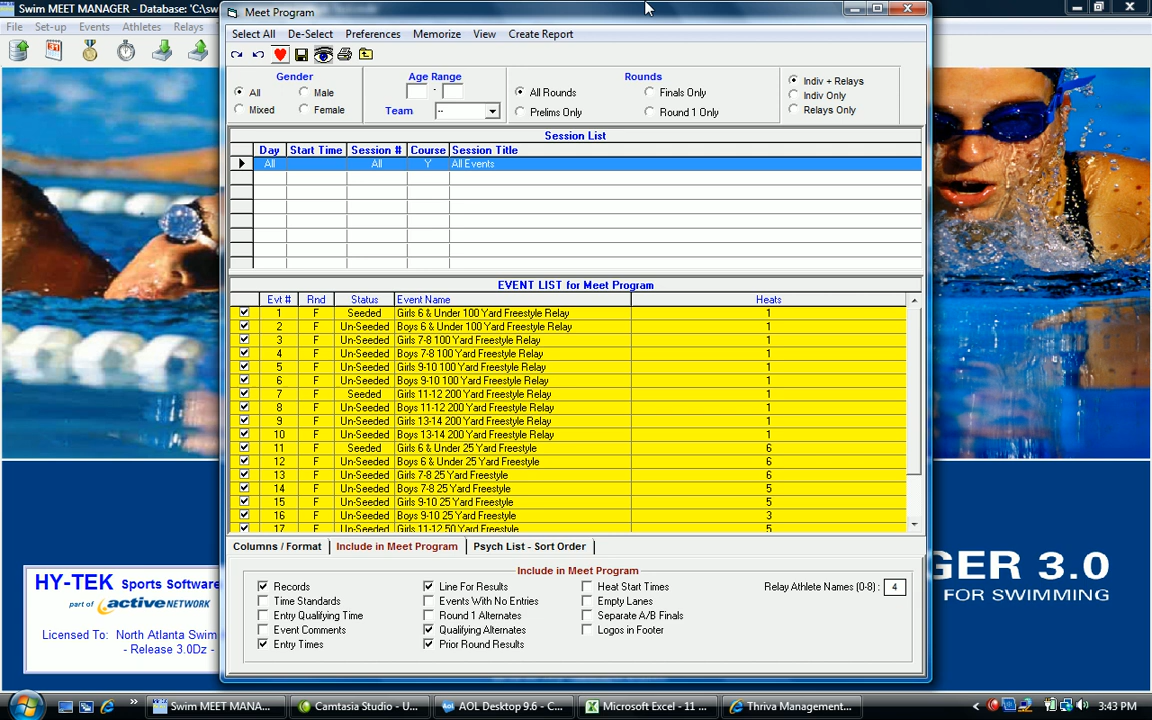 Swim MEET MANAGER - Database: 'C:\sw
Meet Program
File Set-up Events Athletes Relays
Select All De-Select Preferences Memorize View Create Report
Gender
All Male
Mixed Female
Age Range
-
Team --
Rounds
All Rounds Finals Only
Prelims Only Round 1 Only
Indiv + Relays
Indiv Only
Relays Only
Session List
Day Start Time Session # Course Session Title
All All Y All Events
EVENT LIST for Meet Program
Evt # Rnd Status Event Name Heats
1 F Seeded Girls 6 & Under 100 Yard Freestyle Relay 1
2 F Un-Seeded Boys 6 & Under 100 Yard Freestyle Relay 1
3 F Un-Seeded Girls 7-8 100 Yard Freestyle Relay 1
4 F Un-Seeded Boys 7-8 100 Yard Freestyle Relay 1
5 F Un-Seeded Girls 9-10 100 Yard Freestyle Relay 1
6 F Un-Seeded Boys 9-10 100 Yard Freestyle Relay 1
7 F Seeded Girls 11-12 200 Yard Freestyle Relay 1
8 F Un-Seeded Boys 11-12 200 Yard Freestyle Relay 1
9 F Un-Seeded Girls 13-14 200 Yard Freestyle Relay 1
10 F Un-Seeded Boys 13-14 200 Yard Freestyle Relay 1
11 F Seeded Girls 6 & Under 25 Yard Freestyle 6
12 F Un-Seeded Boys 6 & Under 25 Yard Freestyle 6
13 F Un-Seeded Girls 7-8 25 Yard Freestyle 6
14 F Un-Seeded Boys 7-8 25 Yard Freestyle 5
15 F Un-Seeded Girls 9-10 25 Yard Freestyle 5
16 F Un-Seeded Boys 9-10 25 Yard Freestyle 3
17 F Un-Seeded Girls 11-12 50 Yard Freestyle 5
Columns / Format Include in Meet Program Psych List - Sort Order
Include in Meet Program
Records Line For Results Heat Start Times Relay Athlete Names (0-8) : 4
Time Standards Events With No Entries Empty Lanes
Entry Qualifying Time Round 1 Alternates Separate A/B Finals
Event Comments Qualifying Alternates Logos in Footer
Entry Times Prior Round Results
HY-TEK Sports Software
part of active NETWORK
Licensed To: North Atlanta Swim
- Release 3.0Dz -
GER 3.0
FOR SWIMMING
Swim MEET MANA... Camtasia Studio - U... AOL Desktop 9.6 - C... Microsoft Excel - 11 ... Thriva Management... 3:43 PM